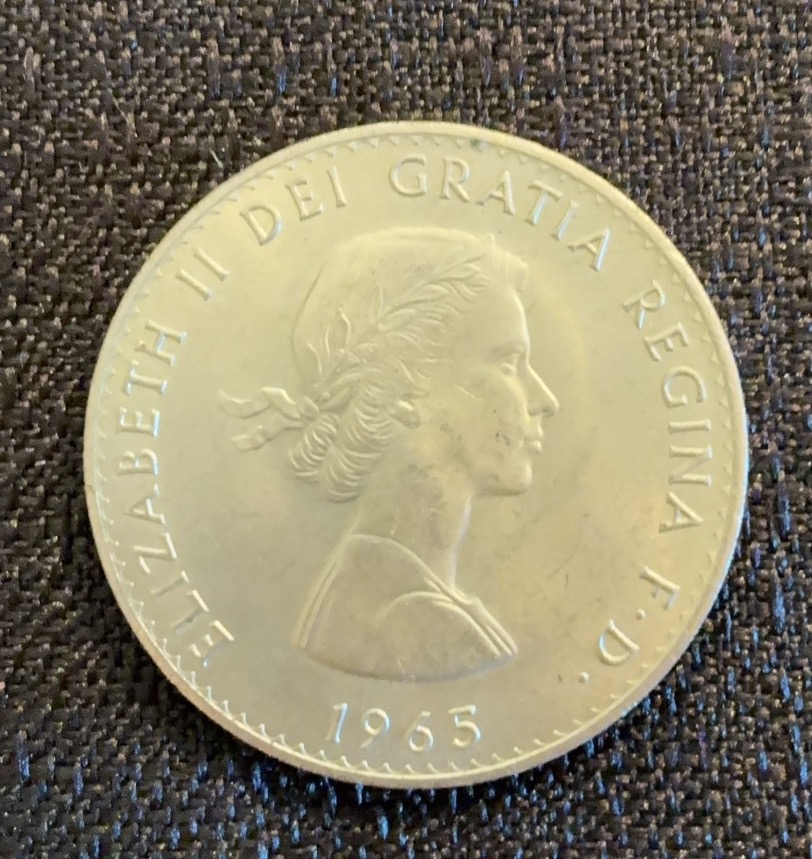 ELIZABETH II DEI GRATIA REGINA F.D.
1965